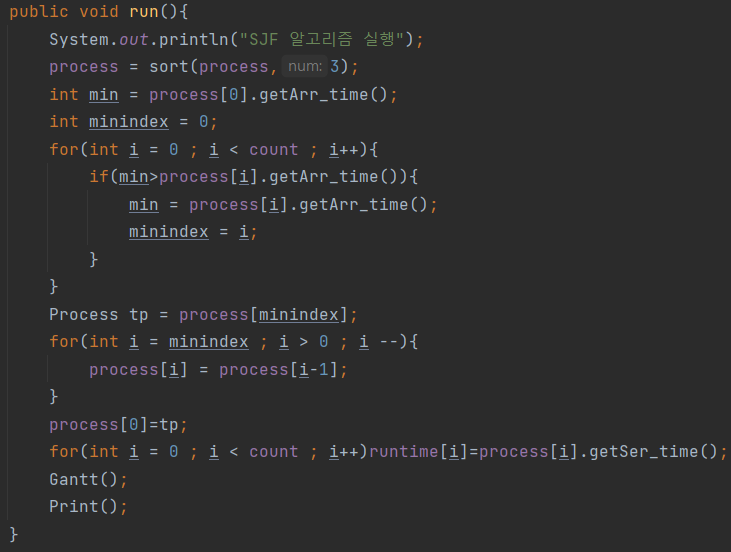 public void run(){
System.out.println("SJF 알고리즘 실행");
process = sort(process, num: 3);
int min = process[0].getArr_time();
int minindex = 0;
for(int i = 0 ; i < count ; i++){
if(min>process[i].getArr_time()){
min = process[i].getArr_time();
minindex = i;
}
}
Process tp = process[minindex];
for(int i = minindex ; i > 0 ; i --){
process[i] = process[i-1];
}
process[0]=tp;
for(int i = 0 ; i < count ; i++)runtime[i]=process[i].getSer_time();
Gantt();
Print();
}